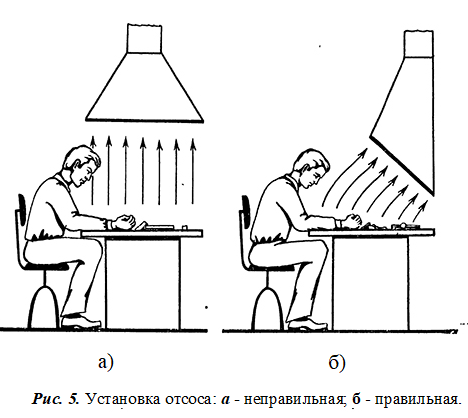 а)
б)
Рис. 5. Установка отсоса: а - неправильная; б - правильная.